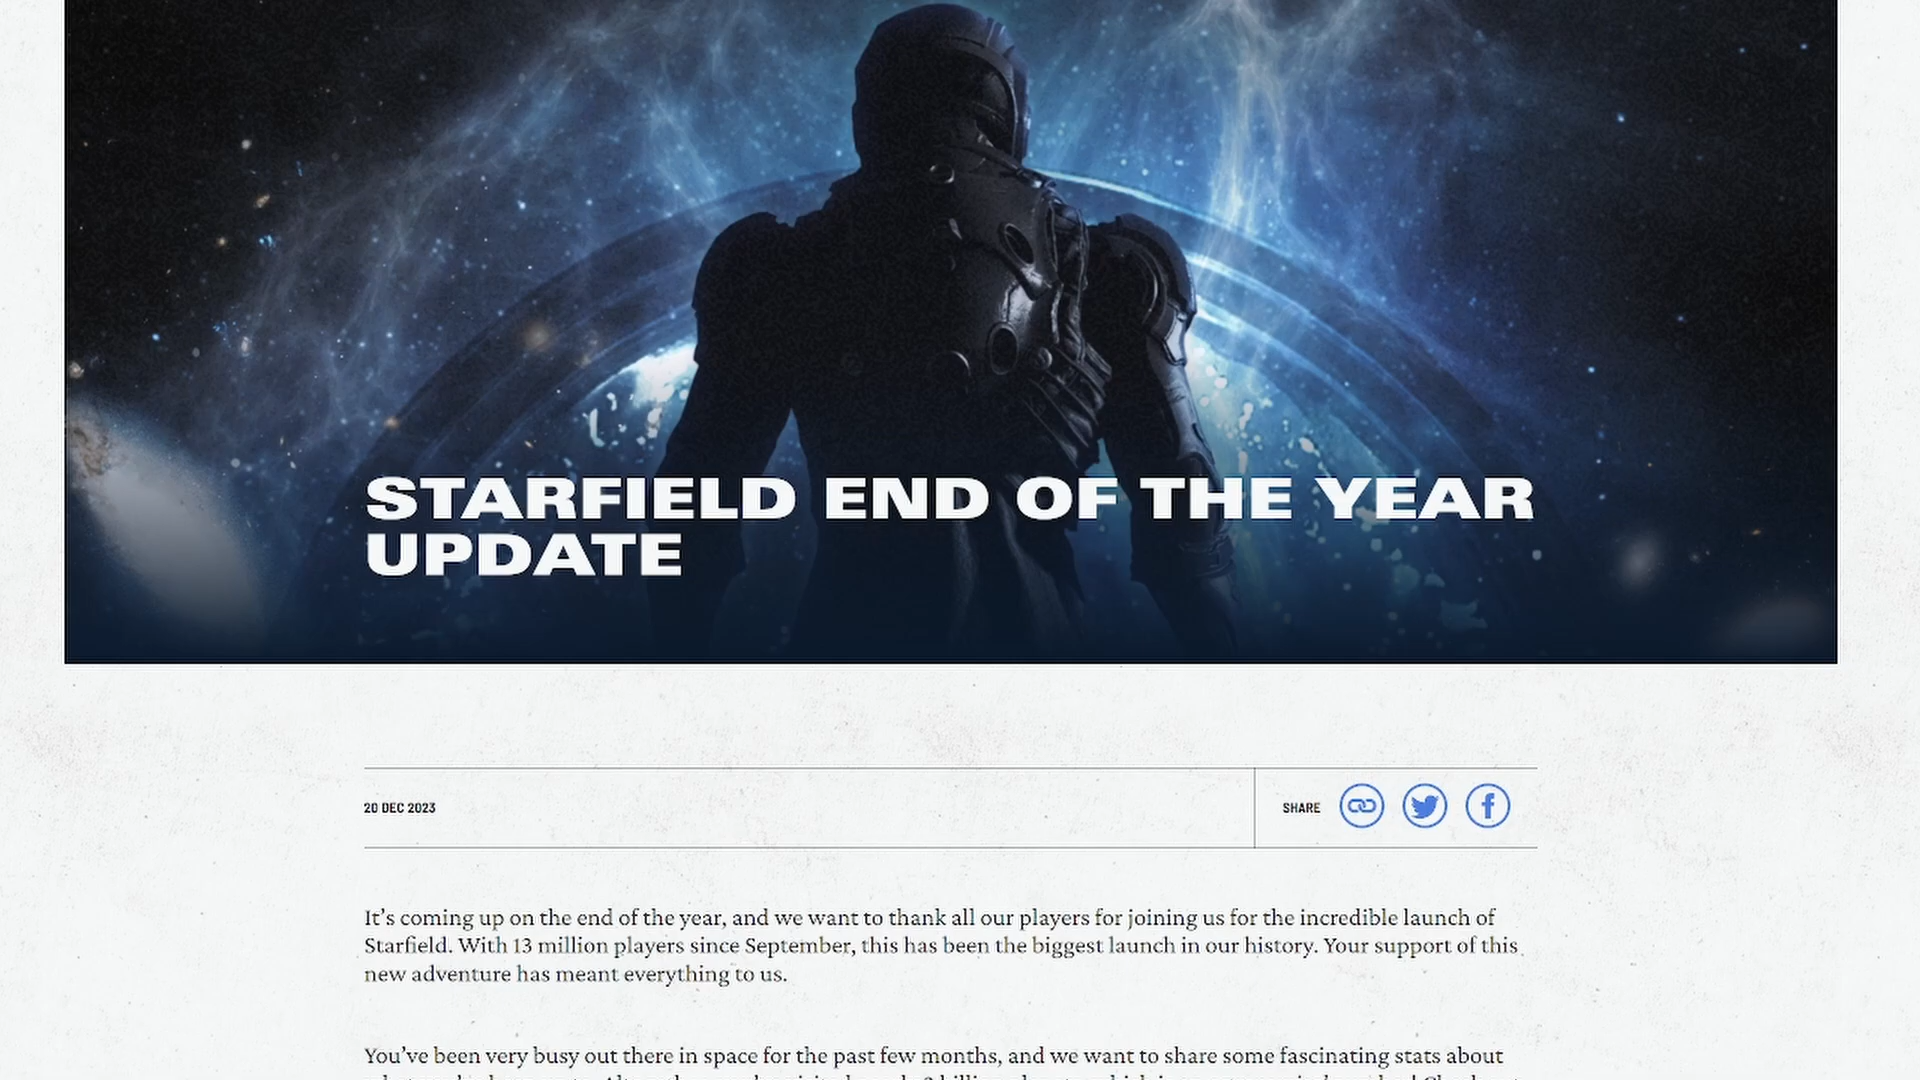 STARFIELD END OF THE YEAR
UPDATE
20 DEC 2023
SHARE
It's coming up on the end of the year, and we want to thank all our players for joining us for the incredible launch of
Starfield. With 13 million players since September, this has been the biggest launch in our history. Your support of this
new adventure has meant everything to us.
You've been very busy out there in space for the past few months, and we want to share some fascinating stats about